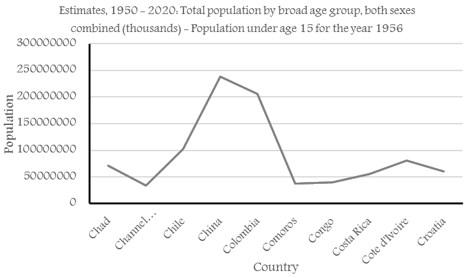 Estimates, 1950 - 2020: Total population by broad age group, both sexes
combined (thousands) - Population under age 15 for the year 1956
300000000
250000000
200000000
150000000
100000000
50000000
0
Population
Chad
Channel...
Chile
China
Colombia
Comoros
Congo
Costa Rica
Cote d'Ivoire
Croatia
Country